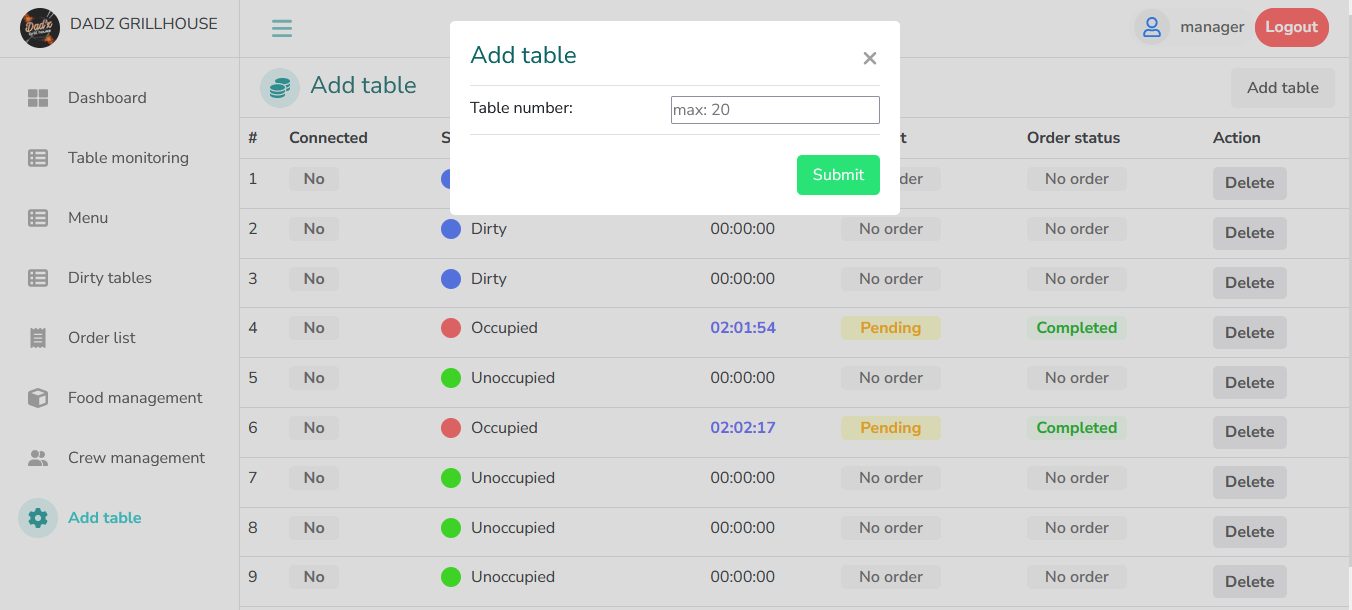 DADZ GRILLHOUSE
manager
Logout
Dashboard
Table monitoring
Menu
Dirty tables
Order list
Food management
Crew management
Add table
Add table
Add table
Add table
×
Table number:
max: 20
Submit
# Connected S t Order status Action
1 No der No order Delete
2 No Dirty 00:00:00 No order No order Delete
3 No Dirty 00:00:00 No order No order Delete
4 No Occupied 02:01:54 Pending Completed Delete
5 No Unoccupied 00:00:00 No order No order Delete
6 No Occupied 02:02:17 Pending Completed Delete
7 No Unoccupied 00:00:00 No order No order Delete
8 No Unoccupied 00:00:00 No order No order Delete
9 No Unoccupied 00:00:00 No order No order Delete